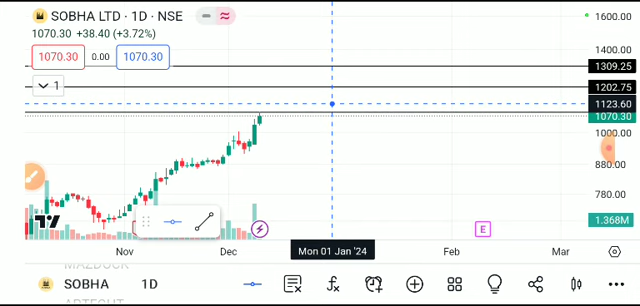 SOBHA LTD · 1D · NSE
1070.30 +38.40 (+3.72%)
1070.30 0.00 1070.30
1
1600.00
1400.00
1309.25
1202.75
1123.60
1070.30
1000.00
880.00
780.00
1.368M
E
Nov Dec Mon 01 Jan '24 Feb Mar
SOBHA 1D